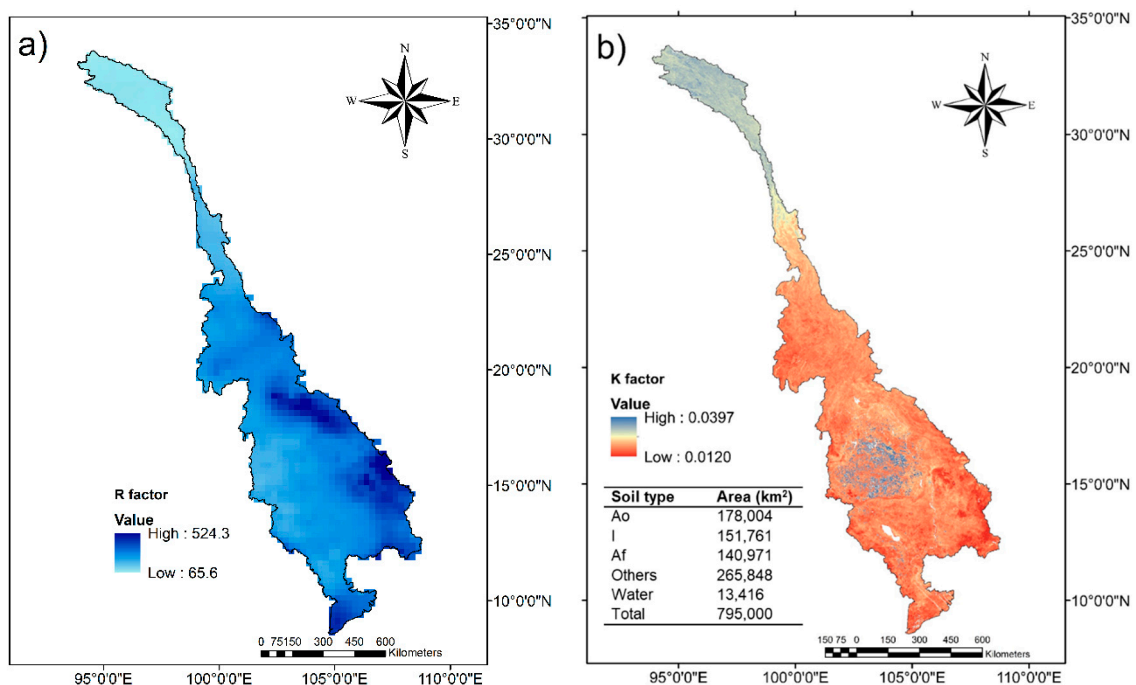 a)
N
W E
S
35°0'0"N
30°0'0"N
25°0'0"N
20°0'0"N
15°0'0"N
10°0'0"N
R factor
Value
High : 524.3
Low : 65.6
0 75150 300 450 600
Kilometers
95°0'0"E 100°0'0"E 105°0'0"E 110°0'0"E
b)
N
W E
S
35°0'0"N
30°0'0"N
25°0'0"N
20°0'0"N
15°0'0"N
10°0'0"N
K factor
Value
High : 0.0397
Low : 0.0120
Soil type Area (km²)
Ao 178,004
I 151,761
Af 140,971
Others 265,848
Water 13,416
Total 795,000
150 75 0 150 300 450 600
Kilometers
95°0'0"E 100°0'0"E 105°0'0"E 110°0'0"E